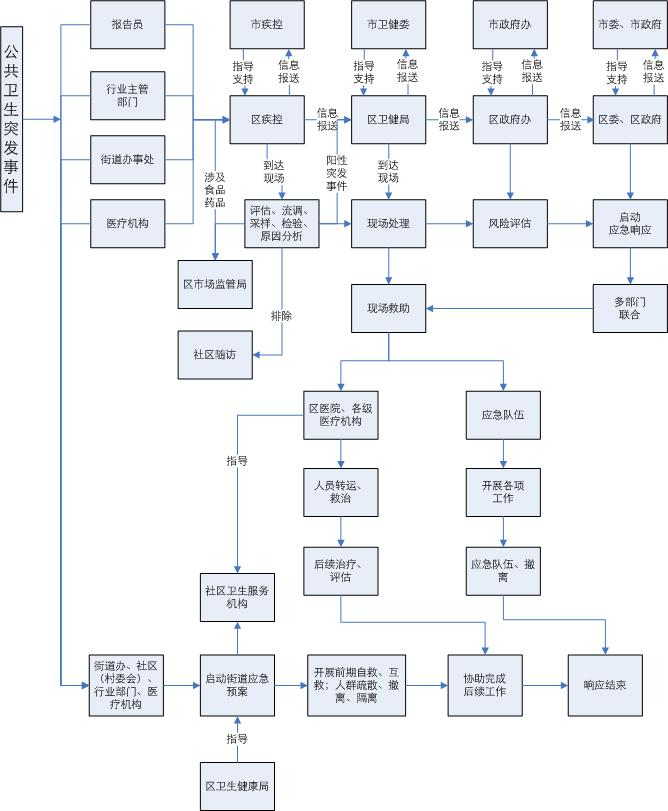 公共卫生突发事件
报告员
市疾控
市卫健委
市政府办
市委、市政府
指导
支持
信息
报送
指导
支持
信息
报送
指导
支持
信息
报送
指导
支持
信息
报送
行业主管
部门
区疾控
信息
报送
区卫健局
信息
报送
区政府办
信息
报送
区委、区政府
街道办事处
涉及
食品
药品
到达
现场
阳性
突发
事件
到达
现场
医疗机构
评估、流调、
采样、检验、
原因分析
现场处理
风险评估
启动
应急响应
区市场监管局
排除
现场救助
多部门
联合
社区随访
区医院、各级
医疗机构
应急队伍
指导
人员转运、
救治
开展各项
工作
后续治疗、
评估
应急队伍、撤
离
社区卫生服务
机构
街道办、社区
（村委会）、
行业部门、医
疗机构
启动街道应急
预案
开展前期自救、互
救；人群疏散、撤
离、隔离
协助完成
后续工作
响应结束
指导
区卫生健康局